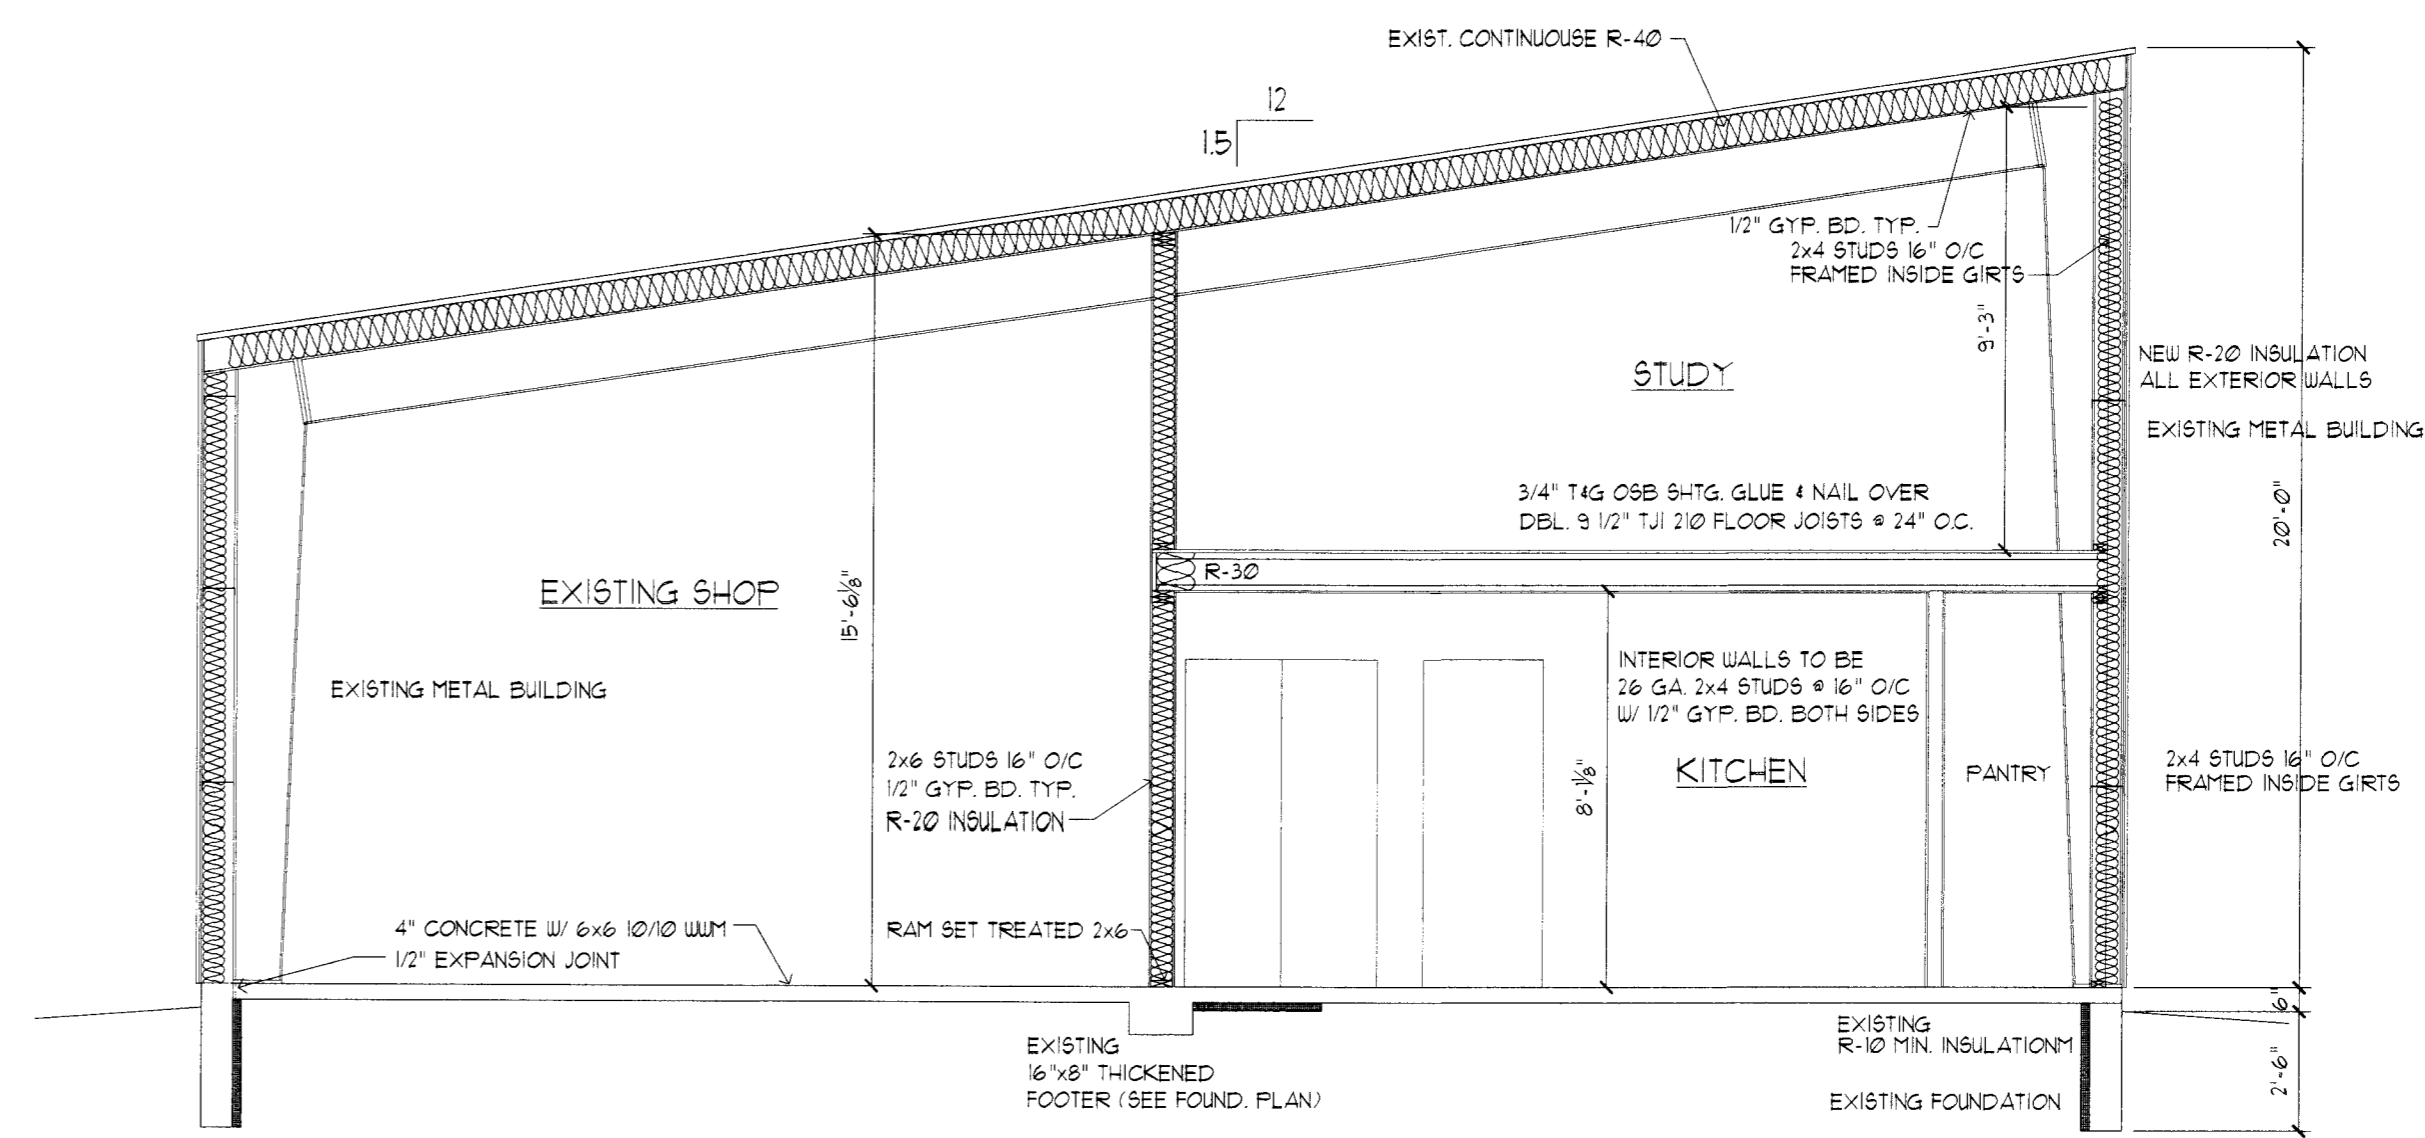 EXIST. CONTINUOUSE R-40
12
1.5
1/2" GYP. BD. TYP.
2x4 STUDS 16" O/C
FRAMED INSIDE GIRTS
9'-3"
STUDY
NEW R-20 INSULATION
ALL EXTERIOR WALLS
EXISTING METAL BUILDING
3/4" T&G OSB SHTG. GLUE & NAIL OVER
DBL. 9 1/2" TJI 210 FLOOR JOISTS @ 24" O.C.
20'-0"
R-30
EXISTING SHOP
15'-6 1/8"
EXISTING METAL BUILDING
INTERIOR WALLS TO BE
26 GA. 2x4 STUDS @ 16" O/C
W/ 1/2" GYP. BD. BOTH SIDES
2x6 STUDS 16" O/C
1/2" GYP. BD. TYP.
R-20 INSULATION
8'-1/8"
KITCHEN
PANTRY
2x4 STUDS 16" O/C
FRAMED INSIDE GIRTS
4" CONCRETE W/ 6x6 10/10 WWM
1/2" EXPANSION JOINT
RAM SET TREATED 2x6
6"
EXISTING
16"x8" THICKENED
FOOTER (SEE FOUND. PLAN)
EXISTING
R-10 MIN. INSULATIONM
EXISTING FOUNDATION
2'-6"